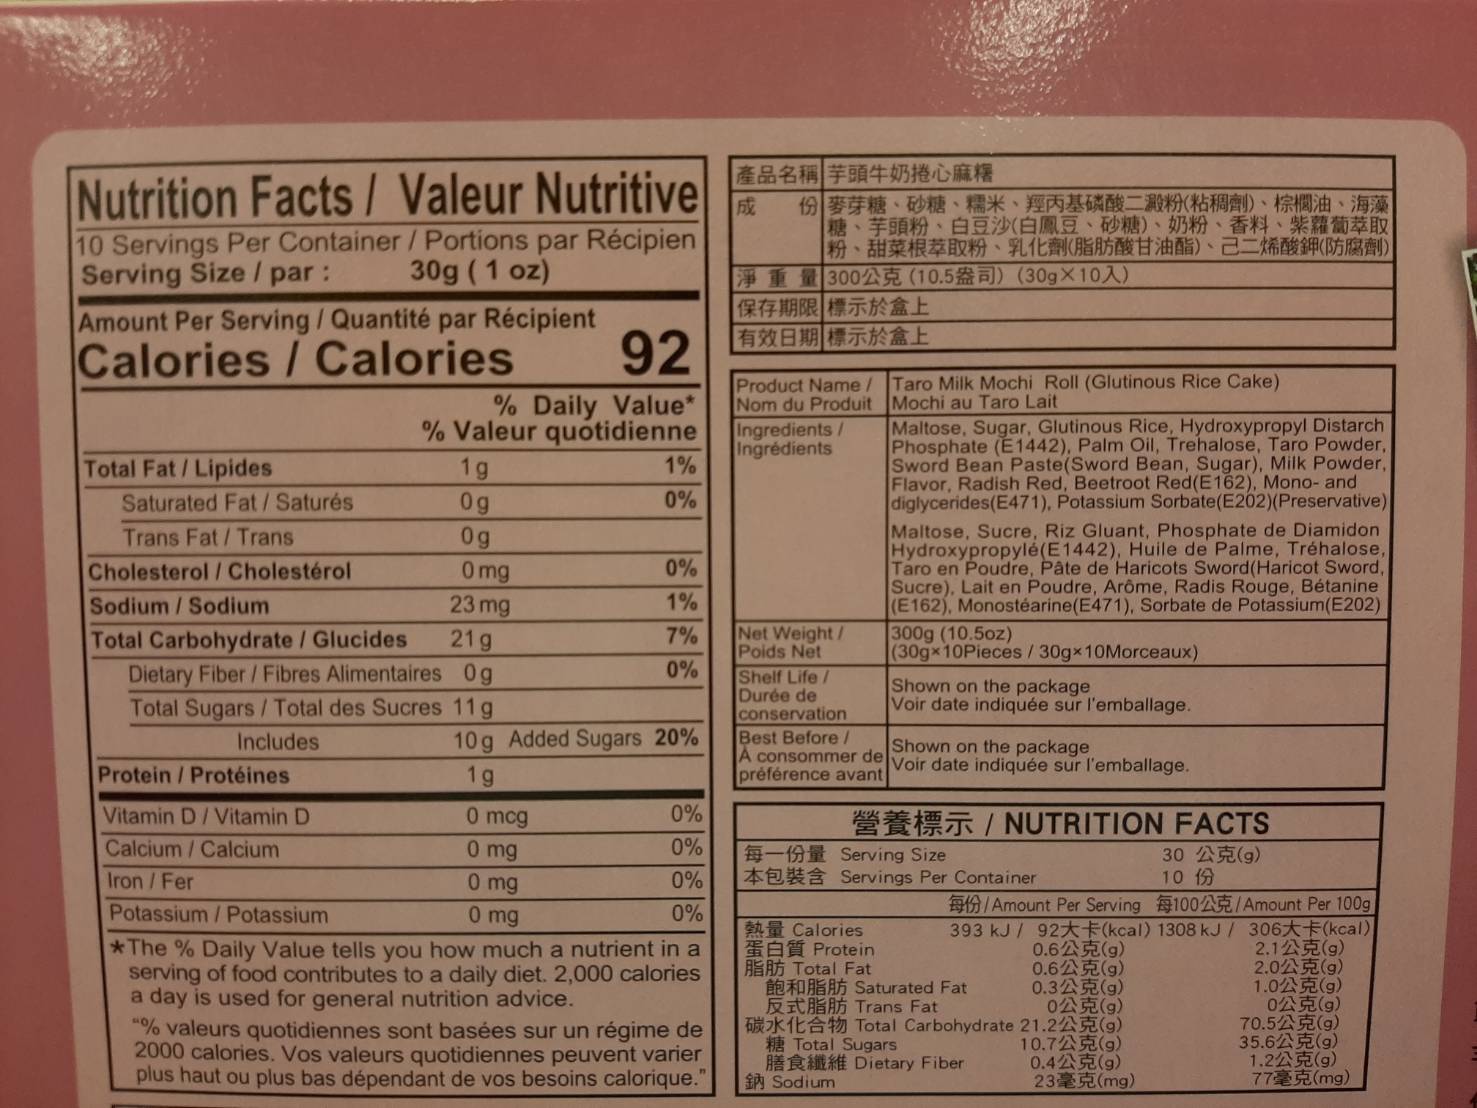 Nutrition Facts / Valeur Nutritive
10 Servings Per Container / Portions par Récipien
Serving Size / par : 30g ( 1 oz)
Amount Per Serving / Quantité par Récipient
Calories / Calories 92
% Daily Value*
% Valeur quotidienne
Total Fat / Lipides 1 g 1%
Saturated Fat / Saturés 0 g 0%
Trans Fat / Trans 0 g
Cholesterol / Cholestérol 0 mg 0%
Sodium / Sodium 23 mg 1%
Total Carbohydrate / Glucides 21 g 7%
Dietary Fiber / Fibres Alimentaires 0 g 0%
Total Sugars / Total des Sucres 11 g
Includes 10 g Added Sugars 20%
Protein / Protéines 1 g
Vitamin D / Vitamin D 0 mcg 0%
Calcium / Calcium 0 mg 0%
Iron / Fer 0 mg 0%
Potassium / Potassium 0 mg 0%
*The % Daily Value tells you how much a nutrient in a
serving of food contributes to a daily diet. 2,000 calories
a day is used for general nutrition advice.
"% valeurs quotidiennes sont basées sur un régime de
2000 calories. Vos valeurs quotidiennes peuvent varier
plus haut ou plus bas dépendant de vos besoins calorique."
產品名稱 芋頭牛奶捲心麻糬
成 份 麥芽糖、砂糖、糯米、羥丙基磷酸二澱粉(粘稠劑)、棕櫚油、海藻
糖、芋頭粉、白豆沙(白鳳豆、砂糖)、奶粉、香料、紫蘿蔔萃取
粉、甜菜根萃取粉、乳化劑(脂肪酸甘油酯)、己二烯酸鉀(防腐劑)
淨 重 量 300公克 (10.5盎司) (30g×10入)
保存期限 標示於盒上
有效日期 標示於盒上
Product Name / Taro Milk Mochi Roll (Glutinous Rice Cake)
Nom du Produit Mochi au Taro Lait
Ingredients / Maltose, Sugar, Glutinous Rice, Hydroxypropyl Distarch
Ingrédients Phosphate (E1442), Palm Oil, Trehalose, Taro Powder,
Sword Bean Paste(Sword Bean, Sugar), Milk Powder,
Flavor, Radish Red, Beetroot Red(E162), Mono- and
diglycerides(E471), Potassium Sorbate(E202)(Preservative)
Maltose, Sucre, Riz Gluant, Phosphate de Diamidon
Hydroxypropylé(E1442), Huile de Palme, Tréhalose,
Taro en Poudre, Pâte de Haricots Sword(Haricot Sword,
Sucre), Lait en Poudre, Arôme, Radis Rouge, Bétanine
(E162), Monostéarine(E471), Sorbate de Potassium(E202)
Net Weight / 300g (10.5oz)
Poids Net (30g×10Pieces / 30g×10Morceaux)
Shelf Life /
Durée de Shown on the package
conservation Voir date indiquée sur l'emballage.
Best Before /
À consommer de Shown on the package
préférence avant Voir date indiquée sur l'emballage.
營養標示 / NUTRITION FACTS
每一份量 Serving Size 30 公克(g)
本包裝含 Servings Per Container 10 份
每份/Amount Per Serving 每100公克/Amount Per 100g
熱量 Calories 393 kJ / 92大卡(kcal) 1308 kJ / 306大卡(kcal)
蛋白質 Protein 0.6公克(g) 2.1公克(g)
脂肪 Total Fat 0.6公克(g) 2.0公克(g)
飽和脂肪 Saturated Fat 0.3公克(g) 1.0公克(g)
反式脂肪 Trans Fat 0公克(g) 0公克(g)
碳水化合物 Total Carbohydrate 21.2公克(g) 70.5公克(g)
糖 Total Sugars 10.7公克(g) 35.6公克(g)
膳食纖維 Dietary Fiber 0.4公克(g) 1.2公克(g)
鈉 Sodium 23毫克(mg) 77毫克(mg)